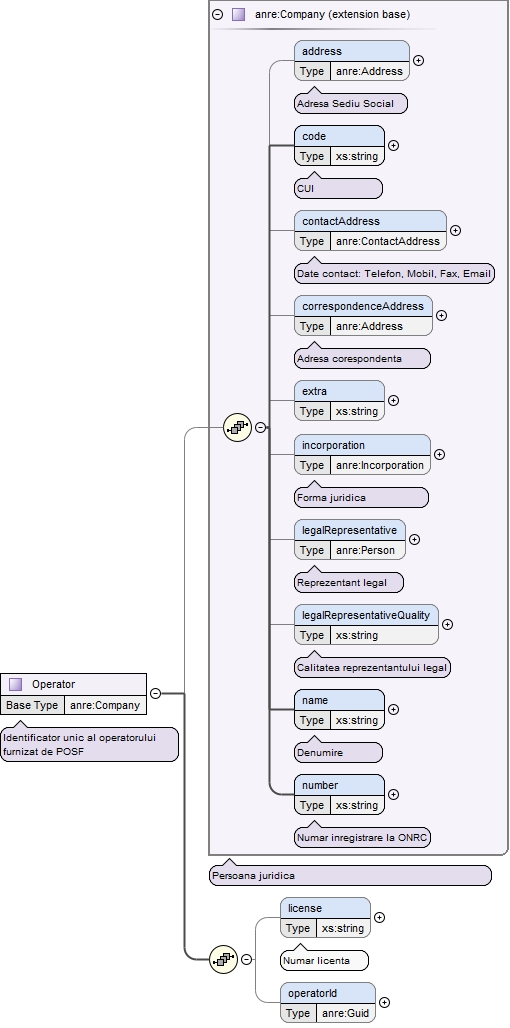 anre:Company (extension base)
address
Type anre:Address
Adresa Sediu Social
code
Type xs:string
CUI
contactAddress
Type anre:ContactAddress
Date contact: Telefon, Mobil, Fax, Email
correspondenceAddress
Type anre:Address
Adresa corespondenta
extra
Type xs:string
incorporation
Type anre:Incorporation
Forma juridica
legalRepresentative
Type anre:Person
Reprezentant legal
legalRepresentativeQuality
Type xs:string
Calitatea reprezentantului legal
name
Type xs:string
Denumire
number
Type xs:string
Numar inregistrare la ONRC
Persoana juridica
Operator
Base Type anre:Company
Identificator unic al operatorului
furnizat de POSF
license
Type xs:string
Numar licenta
operatorId
Type anre:Guid